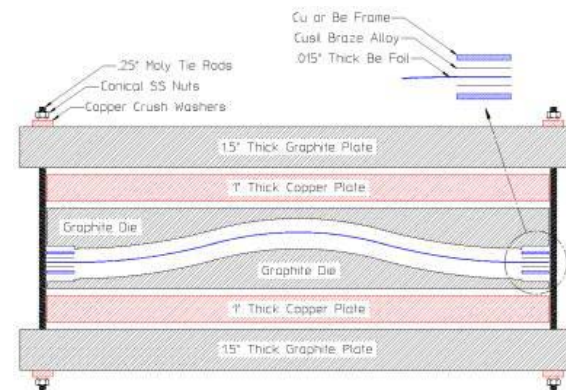 Cu or Be Frame
Cusil Braze Alloy
.015" Thick Be Foil
.25" Moly Tie Rods
Conical SS Nuts
Copper Crush Washers
1.5" Thick Graphite Plate
1" Thick Copper Plate
Graphite Die
Graphite Die
1" Thick Copper Plate
1.5" Thick Graphite Plate